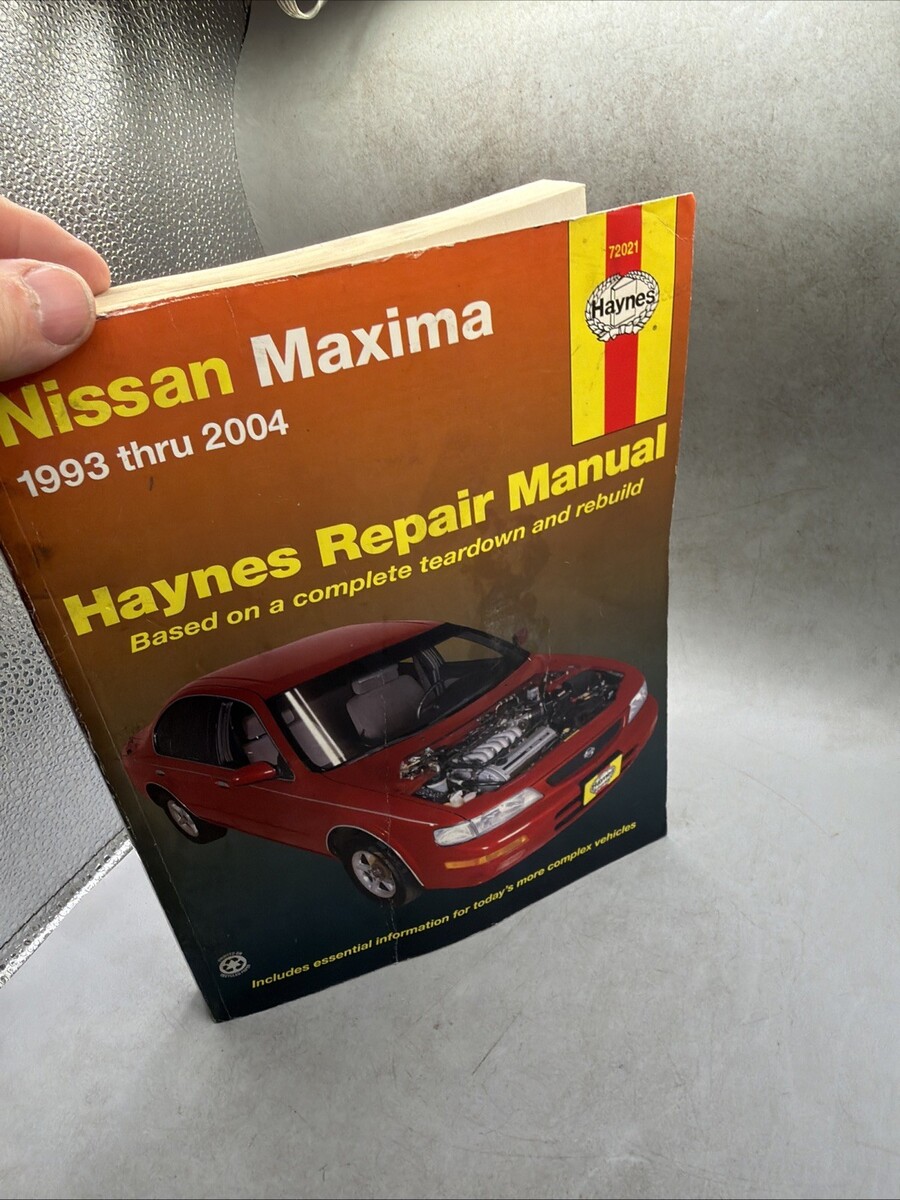 72021
Haynes
Nissan Maxima
1993 thru 2004
Haynes Repair Manual
Based on a complete teardown and rebuild
Includes essential information for today's more complex vehicles